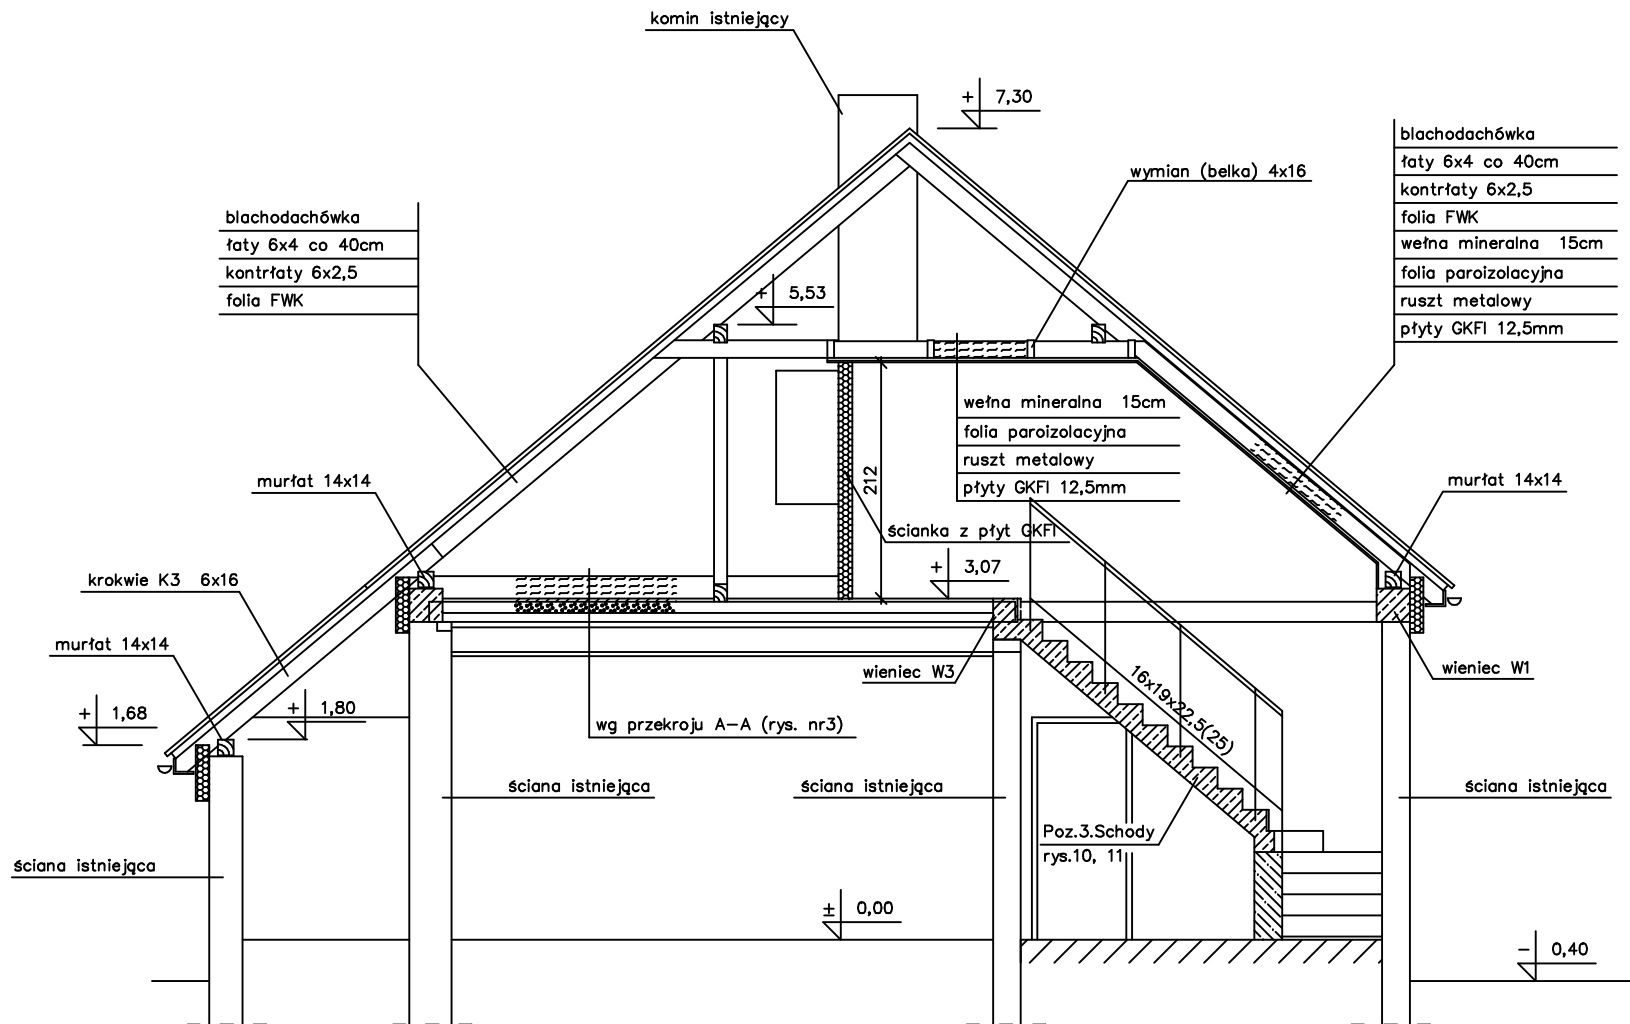 komin istniejący
+ 7,30
blachodachówka
łaty 6x4 co 40cm
kontrłaty 6x2,5
folia FWK
wełna mineralna 15cm
folia paroizolacyjna
ruszt metalowy
płyty GKFI 12,5mm
wymian (belka) 4x16
blachodachówka
łaty 6x4 co 40cm
kontrłaty 6x2,5
folia FWK
+ 5,53
wełna mineralna 15cm
folia paroizolacyjna
ruszt metalowy
płyty GKFI 12,5mm
212
murłat 14x14
murłat 14x14
ścianka z płyt GKFI
+ 3,07
krokwie K3 6x16
murłat 14x14
wieniec W3
wieniec W1
16x19x22,5(25)
+ 1,68
+ 1,80
wg przekroju A-A (rys. nr3)
ściana istniejąca
ściana istniejąca
ściana istniejąca
Poz.3.Schody
rys.10, 11
ściana istniejąca
± 0,00
- 0,40